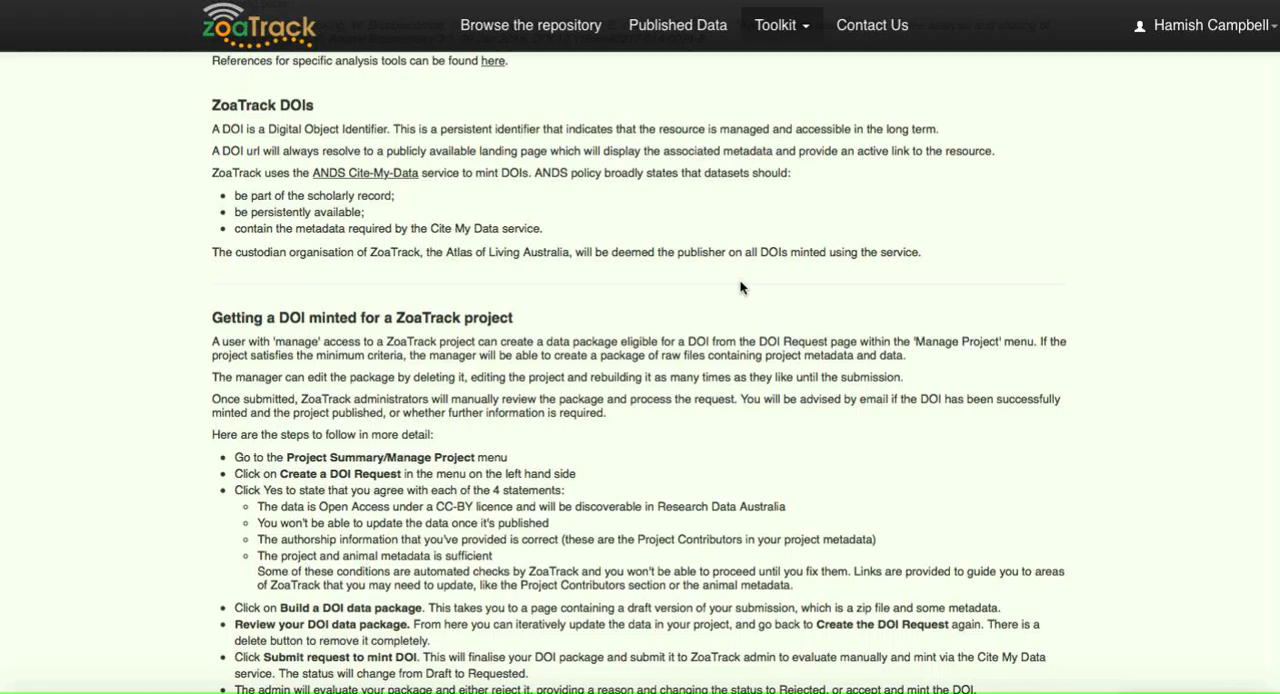 zoaTrack
Browse the repository
Published Data
Toolkit
Contact Us
Hamish Campbell
References for specific analysis tools can be found here.
ZoaTrack DOIs
A DOI is a Digital Object Identifier. This is a persistent identifier that indicates that the resource is managed and accessible in the long term.
A DOI url will always resolve to a publicly available landing page which will display the associated metadata and provide an active link to the resource.
ZoaTrack uses the ANDS Cite-My-Data service to mint DOIs. ANDS policy broadly states that datasets should:
be part of the scholarly record;
be persistently available;
contain the metadata required by the Cite My Data service.
The custodian organisation of ZoaTrack, the Atlas of Living Australia, will be deemed the publisher on all DOIs minted using the service.
Getting a DOI minted for a ZoaTrack project
A user with 'manage' access to a ZoaTrack project can create a data package eligible for a DOI from the DOI Request page within the 'Manage Project' menu. If the
project satisfies the minimum criteria, the manager will be able to create a package of raw files containing project metadata and data.
The manager can edit the package by deleting it, editing the project and rebuilding it as many times as they like until the submission.
Once submitted, ZoaTrack administrators will manually review the package and process the request. You will be advised by email if the DOI has been successfully
minted and the project published, or whether further information is required.
Here are the steps to follow in more detail:
Go to the Project Summary/Manage Project menu
Click on Create a DOI Request in the menu on the left hand side
Click Yes to state that you agree with each of the 4 statements:
The data is Open Access under a CC-BY licence and will be discoverable in Research Data Australia
You won't be able to update the data once it's published
The authorship information that you've provided is correct (these are the Project Contributors in your project metadata)
The project and animal metadata is sufficient
Some of these conditions are automated checks by ZoaTrack and you won't be able to proceed until you fix them. Links are provided to guide you to areas
of ZoaTrack that you may need to update, like the Project Contributors section or the animal metadata.
Click on Build a DOI data package. This takes you to a page containing a draft version of your submission, which is a zip file and some metadata.
Review your DOI data package. From here you can iteratively update the data in your project, and go back to Create the DOI Request again. There is a
delete button to remove it completely.
Click Submit request to mint DOI. This will finalise your DOI package and submit it to ZoaTrack admin to evaluate manually and mint via the Cite My Data
service. The status will change from Draft to Requested.
The admin will evaluate your package and either reject it, providing a reason and changing the status to Rejected, or accept and mint the DOI.